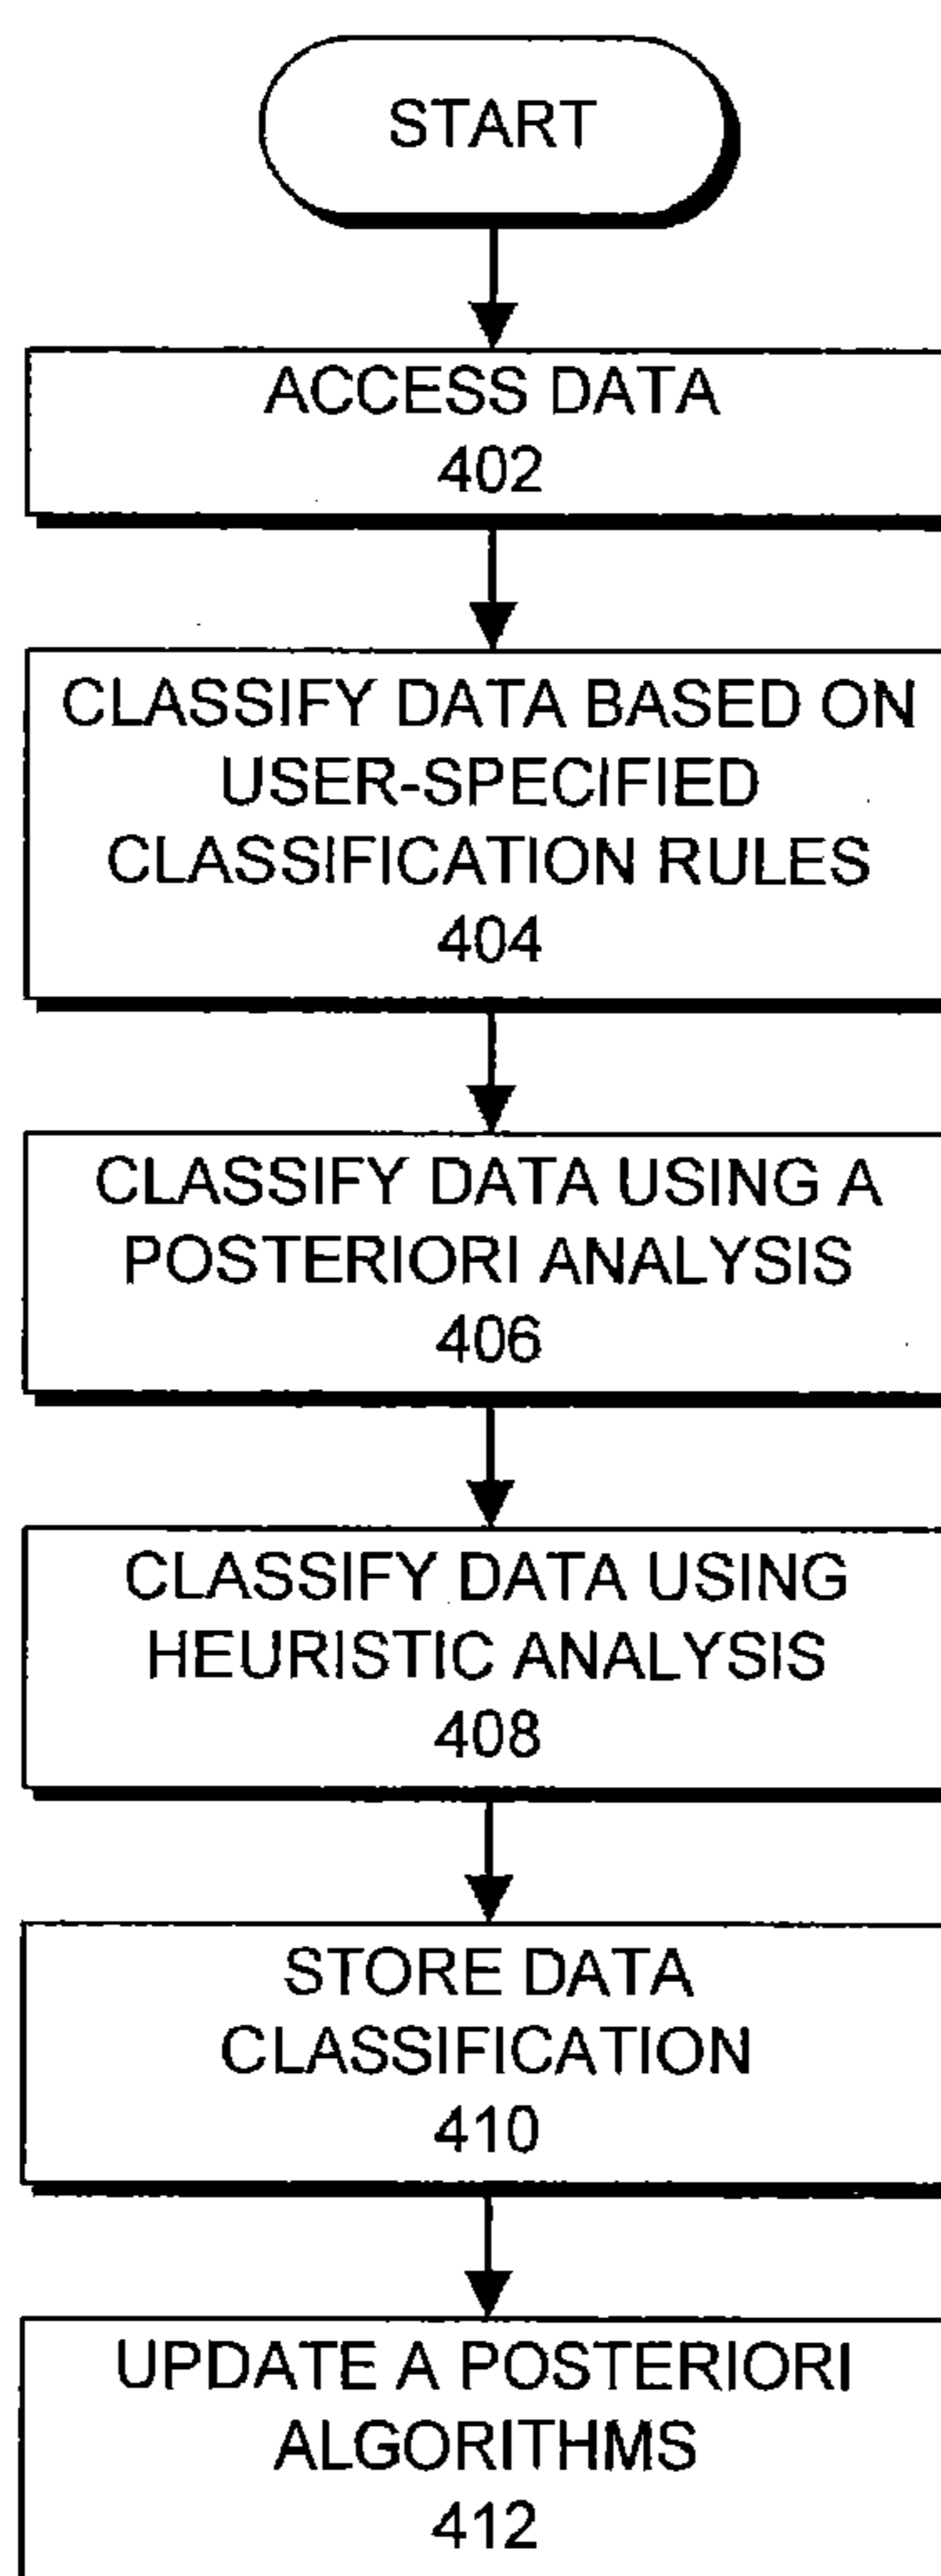 START
ACCESS DATA
402
CLASSIFY DATA BASED ON
USER-SPECIFIED
CLASSIFICATION RULES
404
CLASSIFY DATA USING A
POSTERIORI ANALYSIS
406
CLASSIFY DATA USING
HEURISTIC ANALYSIS
408
STORE DATA
CLASSIFICATION
410
UPDATE A POSTERIORI
ALGORITHMS
412